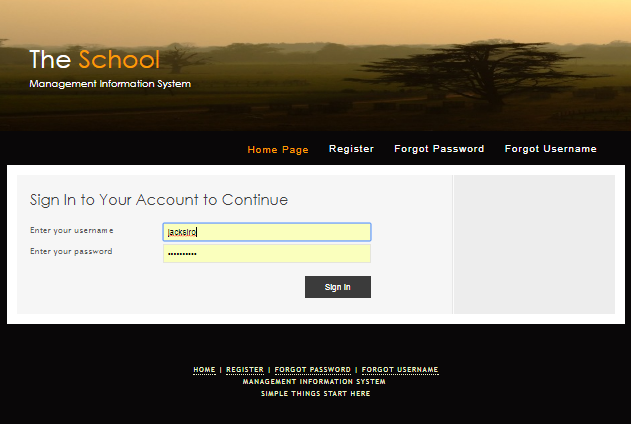 The School
Management Information System
Home Page Register Forgot Password Forgot Username
Sign In to Your Account to Continue
Enter your username jacksiro
Enter your password ••••••••••
Sign In
HOME | REGISTER | FORGOT PASSWORD | FORGOT USERNAME
MANAGEMENT INFORMATION SYSTEM
SIMPLE THINGS START HERE